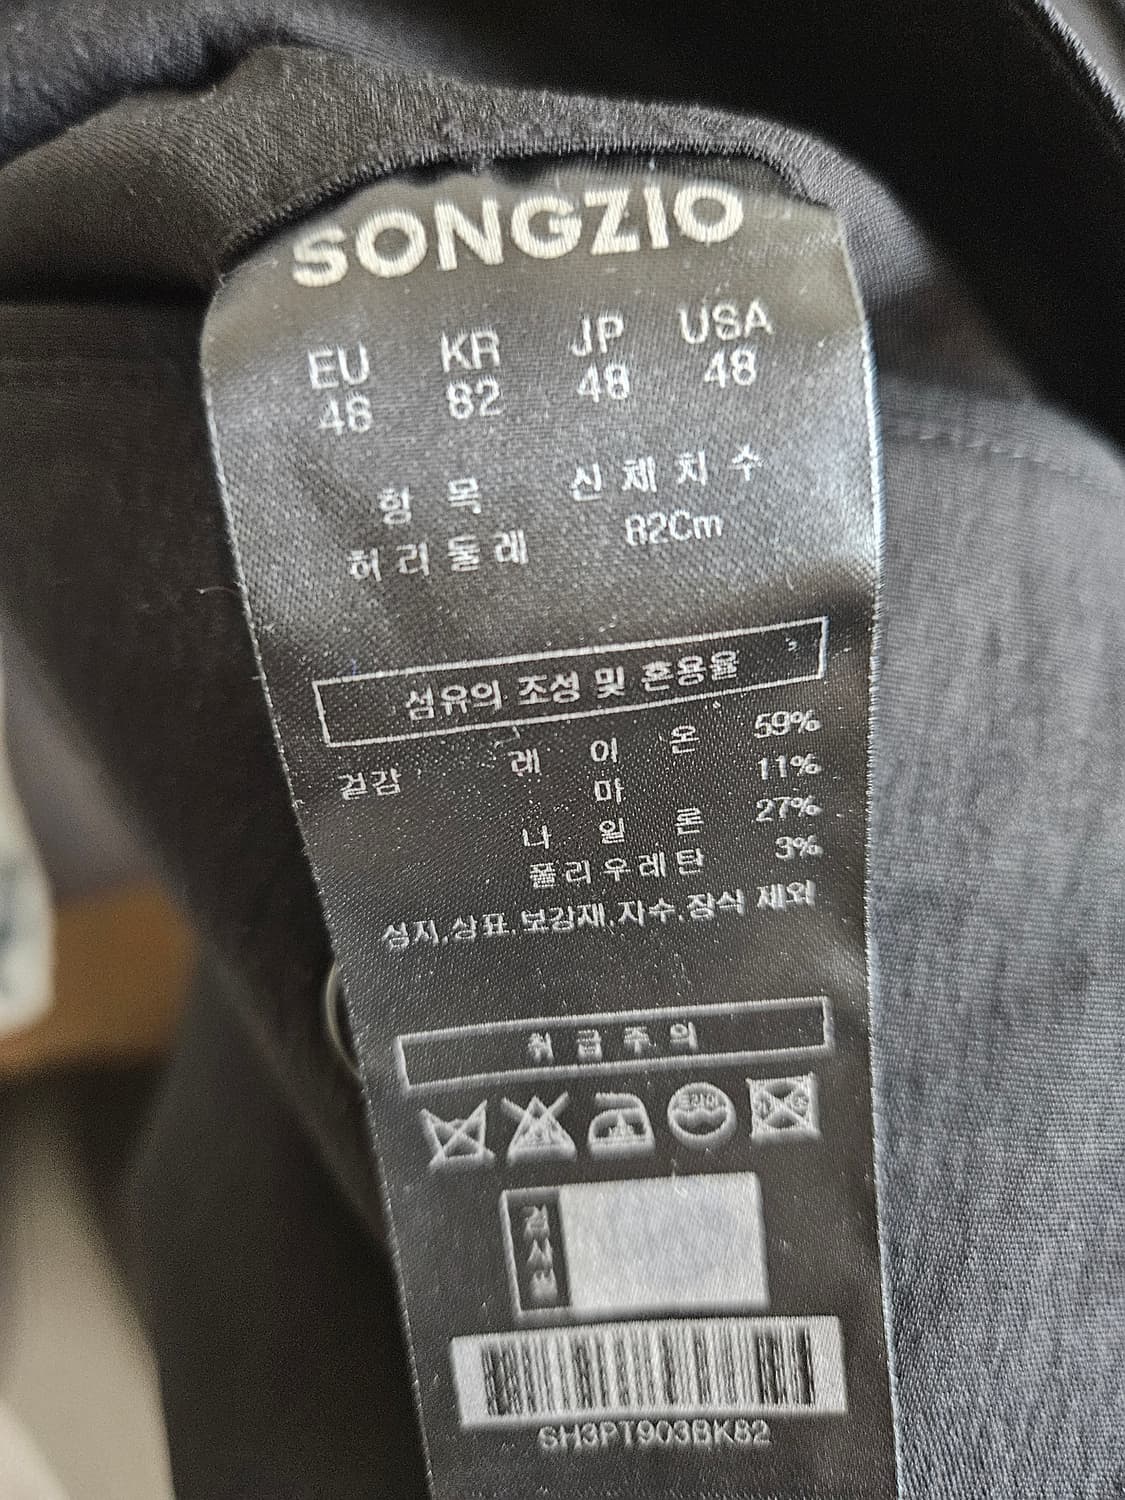 SONGZIO
EU KR JP USA
48 82 48 48
항 목 신 체 치 수
허 리 둘 레 82Cm
섬유의 조성 및 혼용율
겉감 레 이 온 59%
마 11%
나 일 론 27%
폴리우레탄 3%
심지,상표,보강재,자수,장식 제외
취 급 주 의
드라이
검사필
SH3PT903BK82